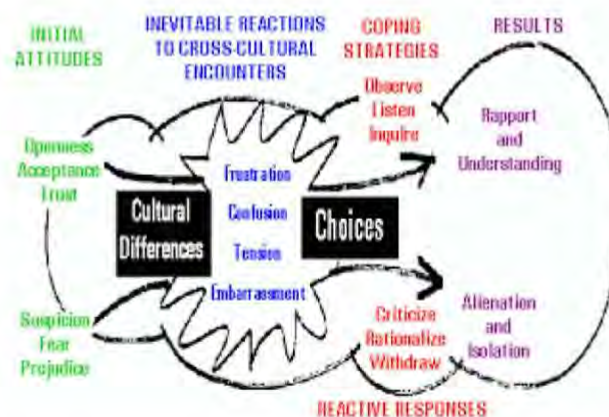 INITIAL
ATTITUDES
INEVITABLE REACTIONS
TO CROSS-CULTURAL
ENCOUNTERS
COPING
STRATEGIES
RESULTS
Openness
Acceptance
Trust
Suspicion
Fear
Prejudice
Cultural
Differences
Frustration
Confusion
Tension
Embarrassment
Choices
Observe
Listen
Inquire
Rapport
and
Understanding
Criticize
Rationalize
Withdraw
Alienation
and
Isolation
REACTIVE RESPONSES